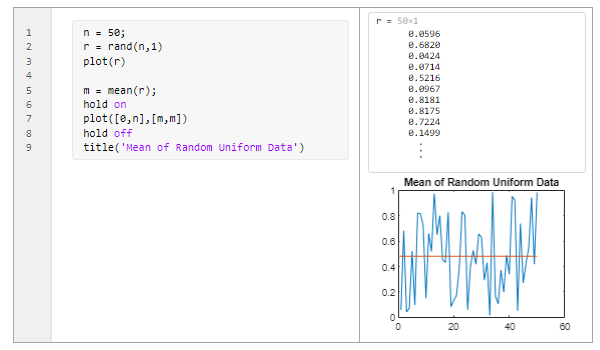 1 n = 50;
2 r = rand(n,1)
3 plot(r)
4
5 m = mean(r);
6 hold on
7 plot([0,n],[m,m])
8 hold off
9 title('Mean of Random Uniform Data')
r = 50×1
0.0596
0.6820
0.0424
0.0714
0.5216
0.0967
0.8181
0.8175
0.7224
0.1499
⋮
Mean of Random Uniform Data
1
0.8
0.6
0.4
0.2
0
0 20 40 60